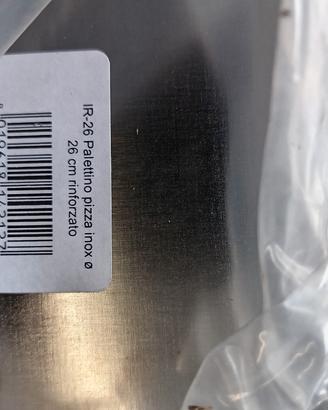 IR-26 Palettino pizza inox ø
26 cm rinforzato